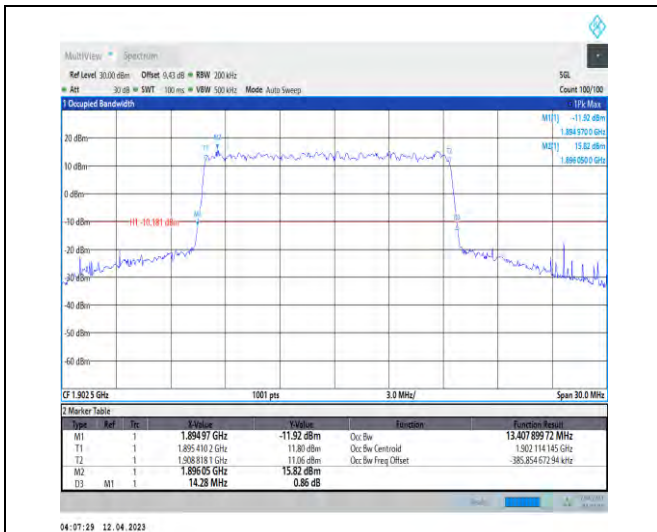 MultiView Spectrum
Ref Level 30.00 dBm Offset 9.43 dB RBW 200 kHz SGL
Att 30 dB SWT 100 ms VBW 500 kHz Mode Auto Sweep Count 100/100
1 Occupied Bandwidth 1Pk Max
M1[1] -11.92 dBm
1.894 970 0 GHz
M2[1] 15.82 dBm
1.896 050 0 GHz
20 dBm
10 dBm
0 dBm
-10 dBm
H1 -10.181 dBm
-20 dBm
-30 dBm
-40 dBm
-50 dBm
-60 dBm
T1
M2
T2
M1
D3
CF 1.902 5 GHz 1001 pts 3.0 MHz/ Span 30.0 MHz
2 Marker Table
Type Ref Trc X-Value Y-Value Function Function Result
M1 1 1.894 97 GHz -11.92 dBm Occ Bw 13.407 899 72 MHz
T1 1 1.895 410 2 GHz 11.80 dBm Occ Bw Centroid 1.902 114 145 GHz
T2 1 1.908 818 1 GHz 11.06 dBm Occ Bw Freq Offset -385.854 672 94 kHz
M2 1 1.896 05 GHz 15.82 dBm
D3 M1 1 14.28 MHz 0.86 dB
04:07:29 12.04.2023